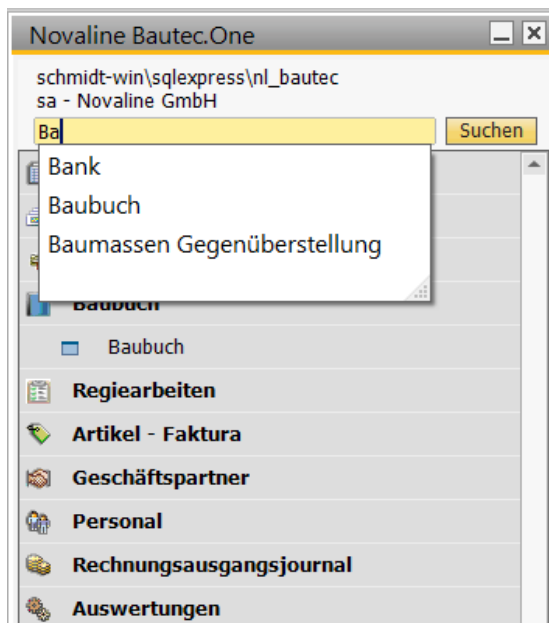 Novaline Bautec.One
schmidt-win\sqlexpress\nl_bautec
sa - Novaline GmbH
Ba
Suchen
Bank
Baubuch
Baumassen Gegenüberstellung
Baubuch
Baubuch
Regiearbeiten
Artikel - Faktura
Geschäftspartner
Personal
Rechnungsausgangsjournal
Auswertungen